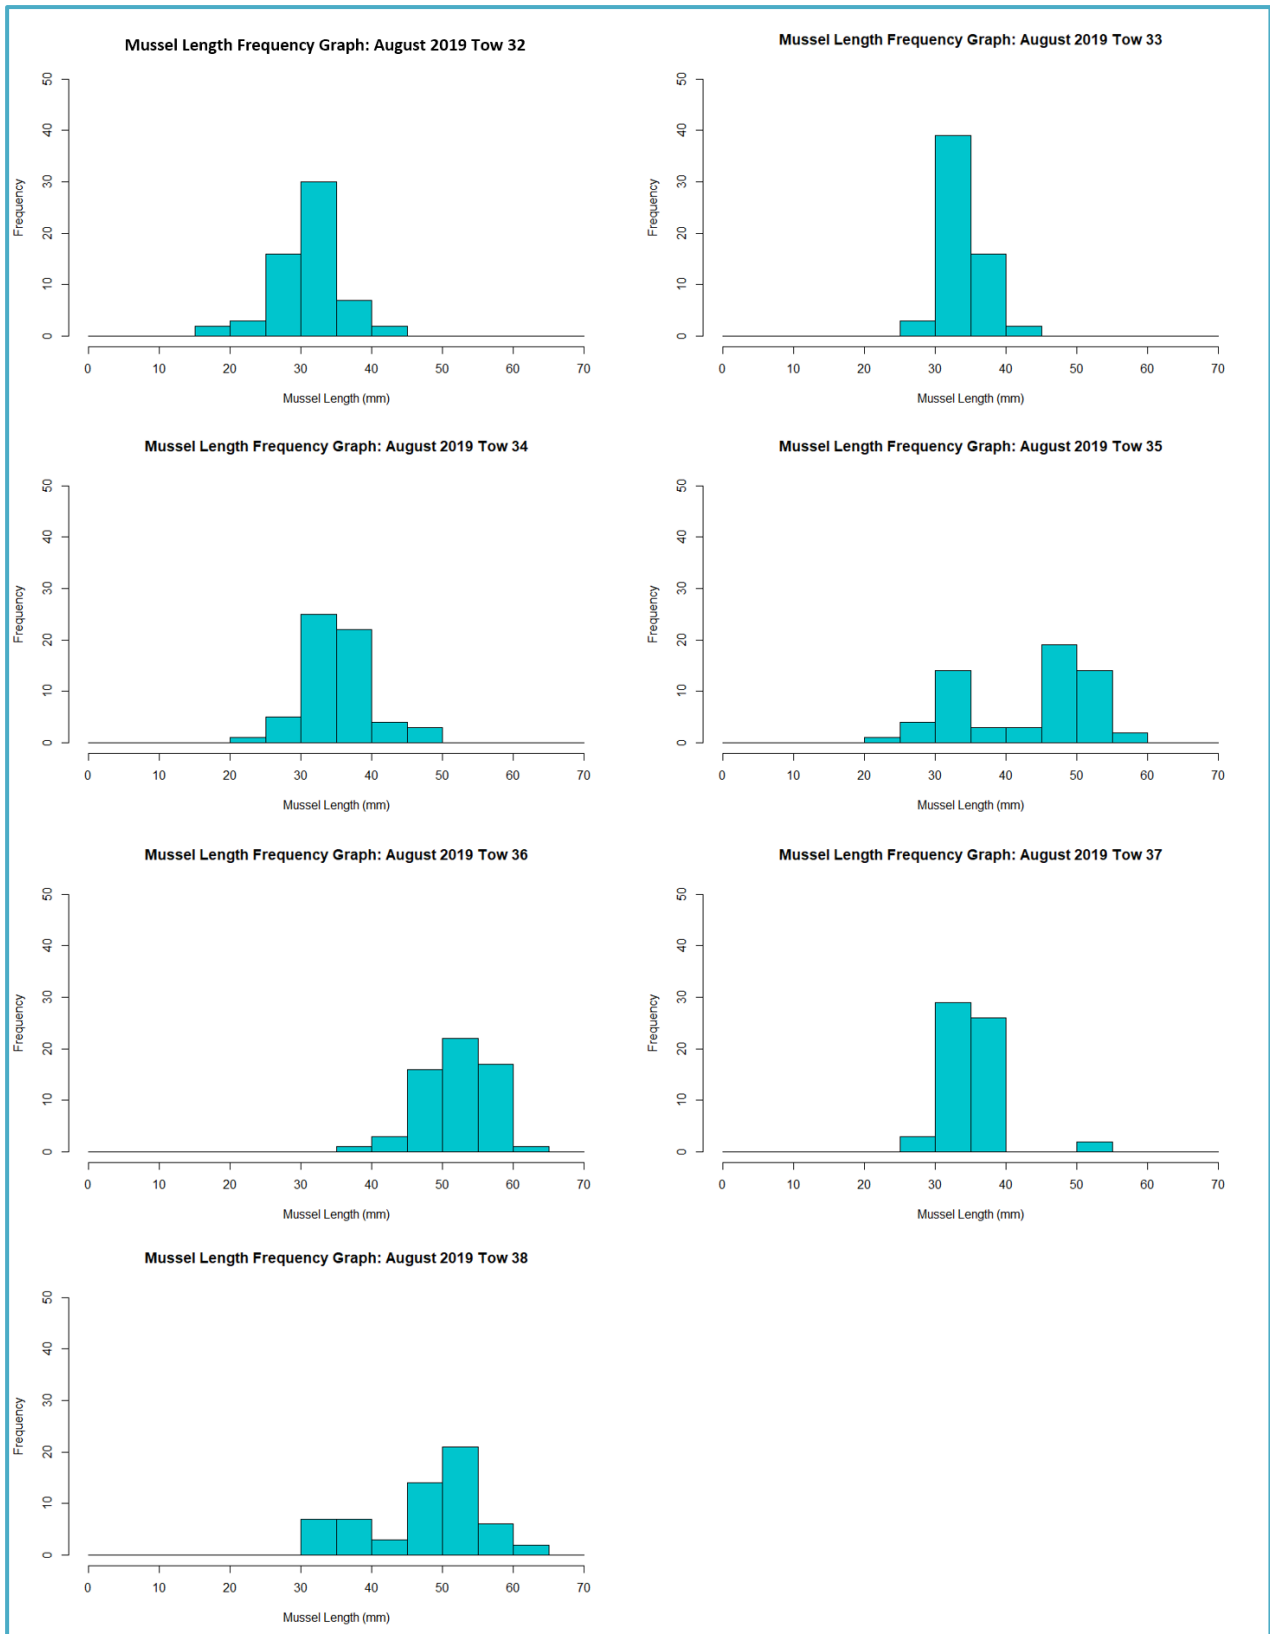 Mussel Length Frequency Graph: August 2019 Tow 32
50
40
30
20
10
0
Frequency
0 10 20 30 40 50 60 70
Mussel Length (mm)
Mussel Length Frequency Graph: August 2019 Tow 33
50
40
30
20
10
0
Frequency
0 10 20 30 40 50 60 70
Mussel Length (mm)
Mussel Length Frequency Graph: August 2019 Tow 34
50
40
30
20
10
0
Frequency
0 10 20 30 40 50 60 70
Mussel Length (mm)
Mussel Length Frequency Graph: August 2019 Tow 35
50
40
30
20
10
0
Frequency
0 10 20 30 40 50 60 70
Mussel Length (mm)
Mussel Length Frequency Graph: August 2019 Tow 36
50
40
30
20
10
0
Frequency
0 10 20 30 40 50 60 70
Mussel Length (mm)
Mussel Length Frequency Graph: August 2019 Tow 37
50
40
30
20
10
0
Frequency
0 10 20 30 40 50 60 70
Mussel Length (mm)
Mussel Length Frequency Graph: August 2019 Tow 38
50
40
30
20
10
0
Frequency
0 10 20 30 40 50 60 70
Mussel Length (mm)